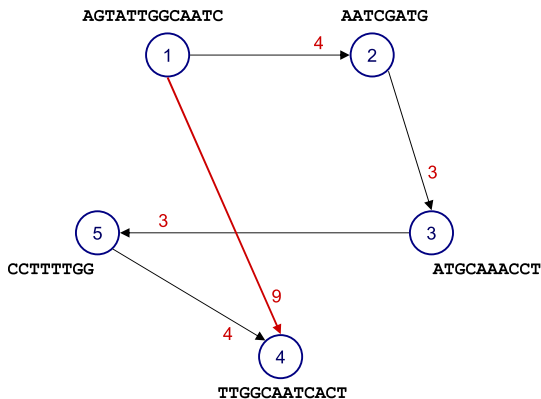 AGTATTGGCAATC AATCGATG
1 4 2
3
5 3 3
CCTTTTGG ATGCAAACCT
9
4
4
TTGGCAATCACT